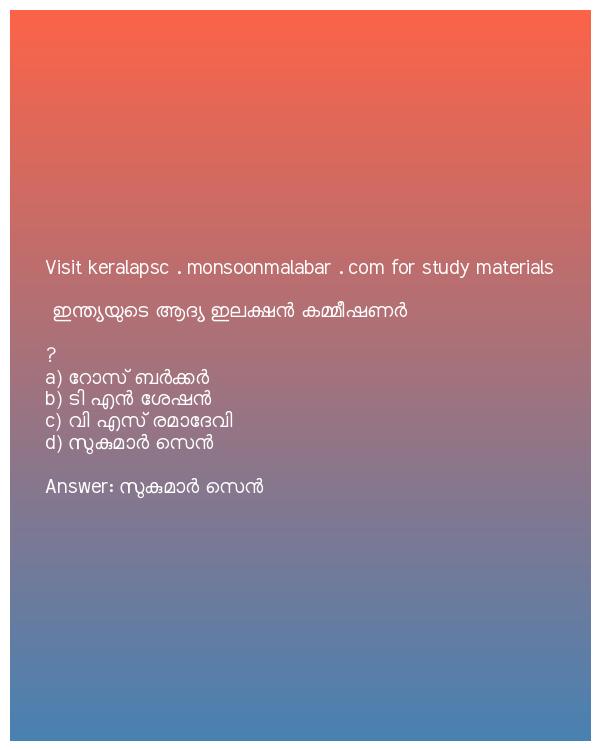 Visit keralapsc . monsoonmalabar . com for study materials
ഇന്ത്യയുടെ ആദ്യ ഇലക്ഷൻ കമ്മീഷണർ
?
a) റോസ് ബർക്കർ
b) ടി എൻ ശേഷൻ
c) വി എസ് രമാദേവി
d) സുകുമാർ സെൻ
Answer: സുകുമാർ സെൻ